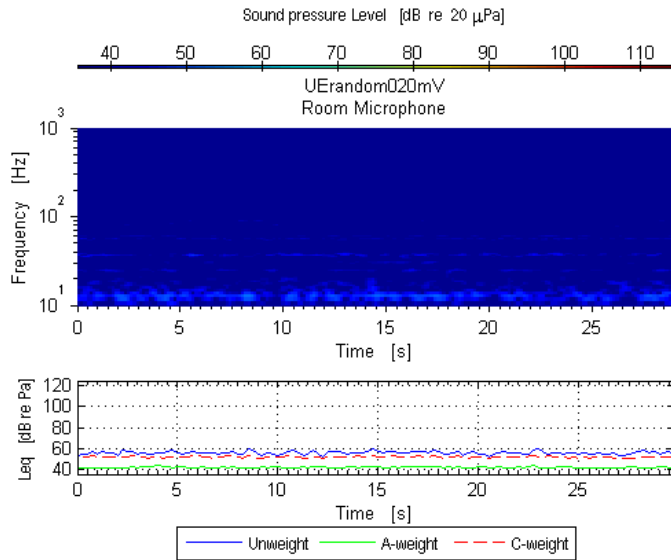 Sound pressure Level [dB re 20 μPa]
40 50 60 70 80 90 100 110
UErandom020mV
Room Microphone
Frequency [Hz]
10³
10²
10¹
0 5 10 15 20 25
Time [s]
Leq [dB re Pa]
120
100
80
60
40
0 5 10 15 20 25
Time [s]
Unweight A-weight C-weight